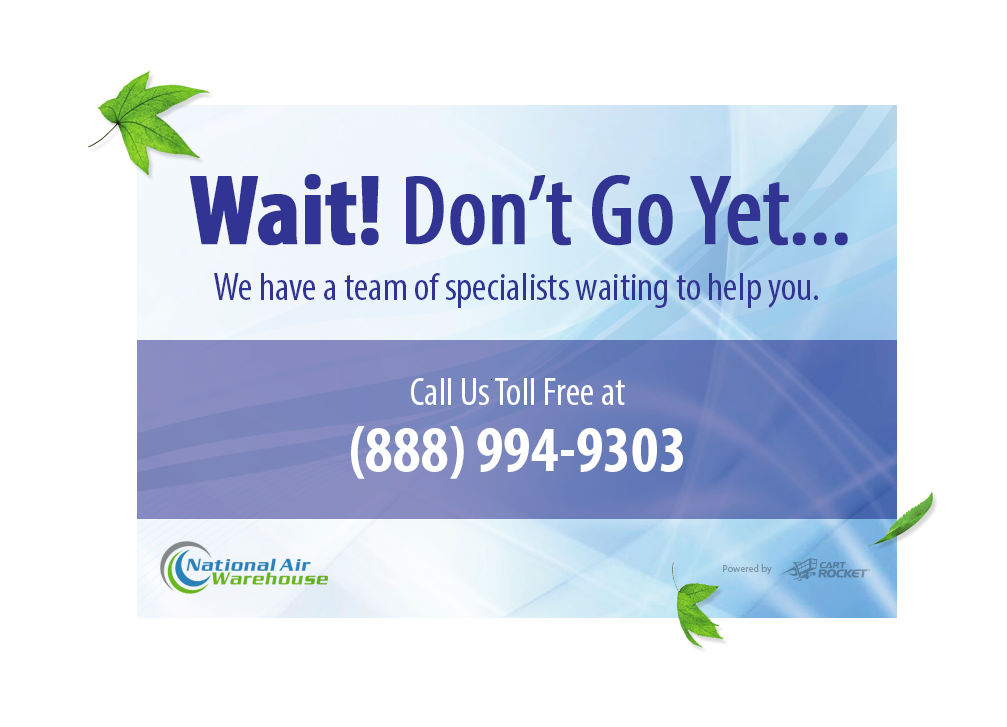 Wait! Don’t Go Yet...
We have a team of specialists waiting to help you.
Call Us Toll Free at
(888) 994-9303
National Air
Warehouse
Powered by
CART
ROCKET